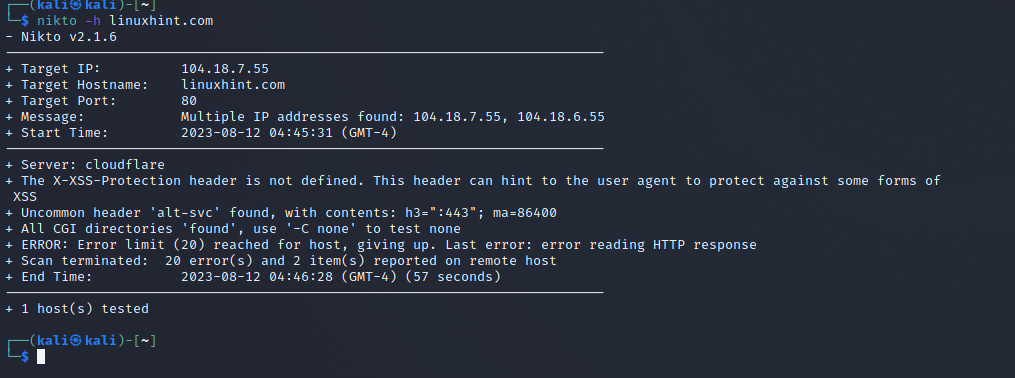 ┌──(kali㉿kali)-[~]
└─$ nikto -h linuxhint.com
- Nikto v2.1.6
---------------------------------------------------------------------------
+ Target IP:          104.18.7.55
+ Target Hostname:    linuxhint.com
+ Target Port:        80
+ Message:            Multiple IP addresses found: 104.18.7.55, 104.18.6.55
+ Start Time:         2023-08-12 04:45:31 (GMT-4)
---------------------------------------------------------------------------
+ Server: cloudflare
+ The X-XSS-Protection header is not defined. This header can hint to the user agent to protect against some forms of
 XSS
+ Uncommon header 'alt-svc' found, with contents: h3=":443"; ma=86400
+ All CGI directories 'found', use '-C none' to test none
+ ERROR: Error limit (20) reached for host, giving up. Last error: error reading HTTP response
+ Scan terminated:  20 error(s) and 2 item(s) reported on remote host
+ End Time:           2023-08-12 04:46:28 (GMT-4) (57 seconds)
---------------------------------------------------------------------------
+ 1 host(s) tested
┌──(kali㉿kali)-[~]
└─$